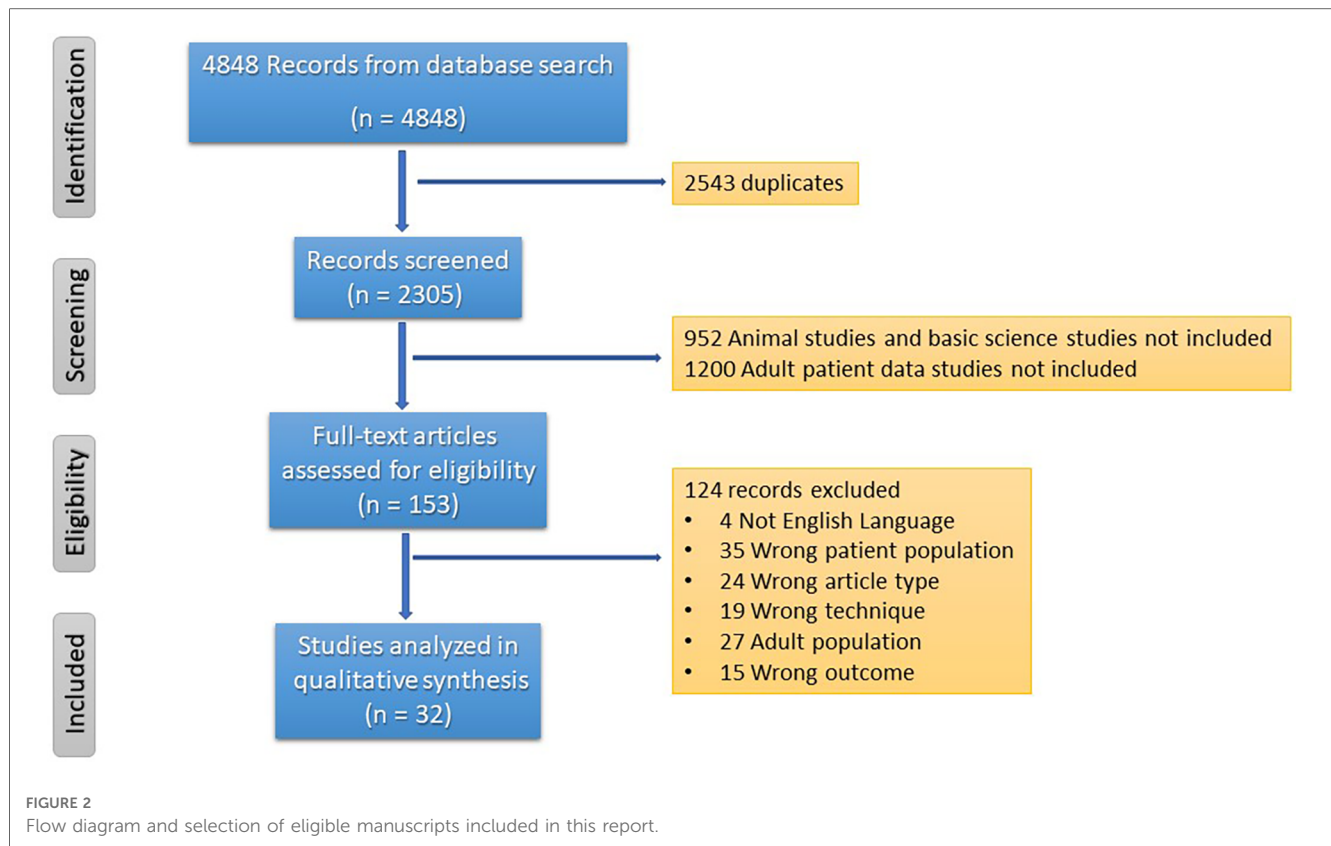 Identification
4848 Records from database search
(n = 4848)
2543 duplicates
Screening
Records screened
(n = 2305)
952 Animal studies and basic science studies not included
1200 Adult patient data studies not included
Eligibility
Full-text articles
assessed for eligibility
(n = 153)
124 records excluded
• 4 Not English Language
• 35 Wrong patient population
• 24 Wrong article type
• 19 Wrong technique
• 27 Adult population
• 15 Wrong outcome
Included
Studies analyzed in
qualitative synthesis
(n = 32)
FIGURE 2
Flow diagram and selection of eligible manuscripts included in this report.